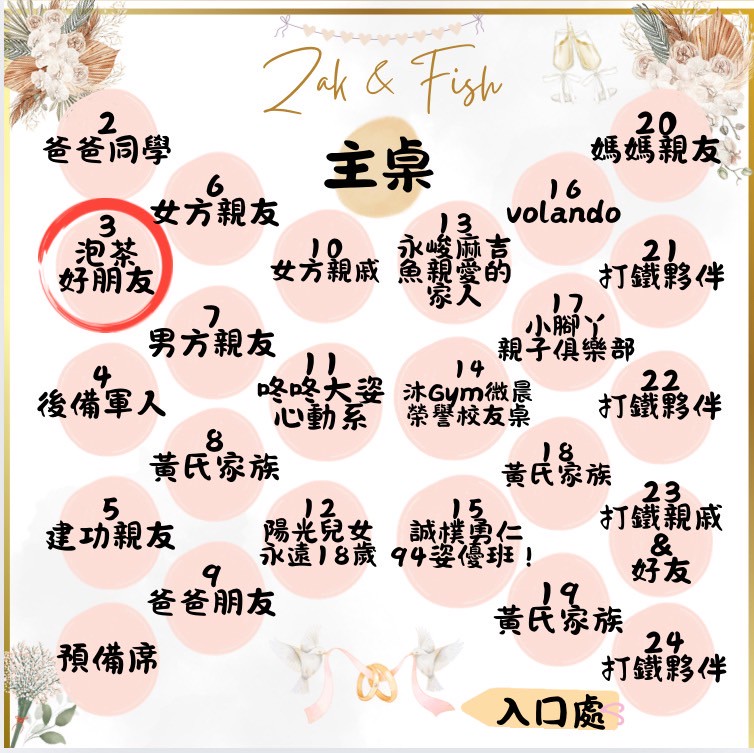 Zak & Fish
主桌
2
爸爸同學
3
泡茶
好朋友
4
後備軍人
5
建功親友
預備席
6
女方親友
7
男方親友
8
黃氏家族
9
爸爸朋友
10
女方親戚
11
咚咚大姿
心動系
12
陽光兒女
永遠18歲
13
永峻麻吉
魚親愛的
家人
14
沐Gym微晨
榮譽校友桌
15
誠樸勇仁
94姿優班！
16
volando
17
小腳丫
親子俱樂部
18
黃氏家族
19
黃氏家族
20
媽媽親友
21
打鐵夥伴
22
打鐵夥伴
23
打鐵親戚
&
好友
24
打鐵夥伴
入口處